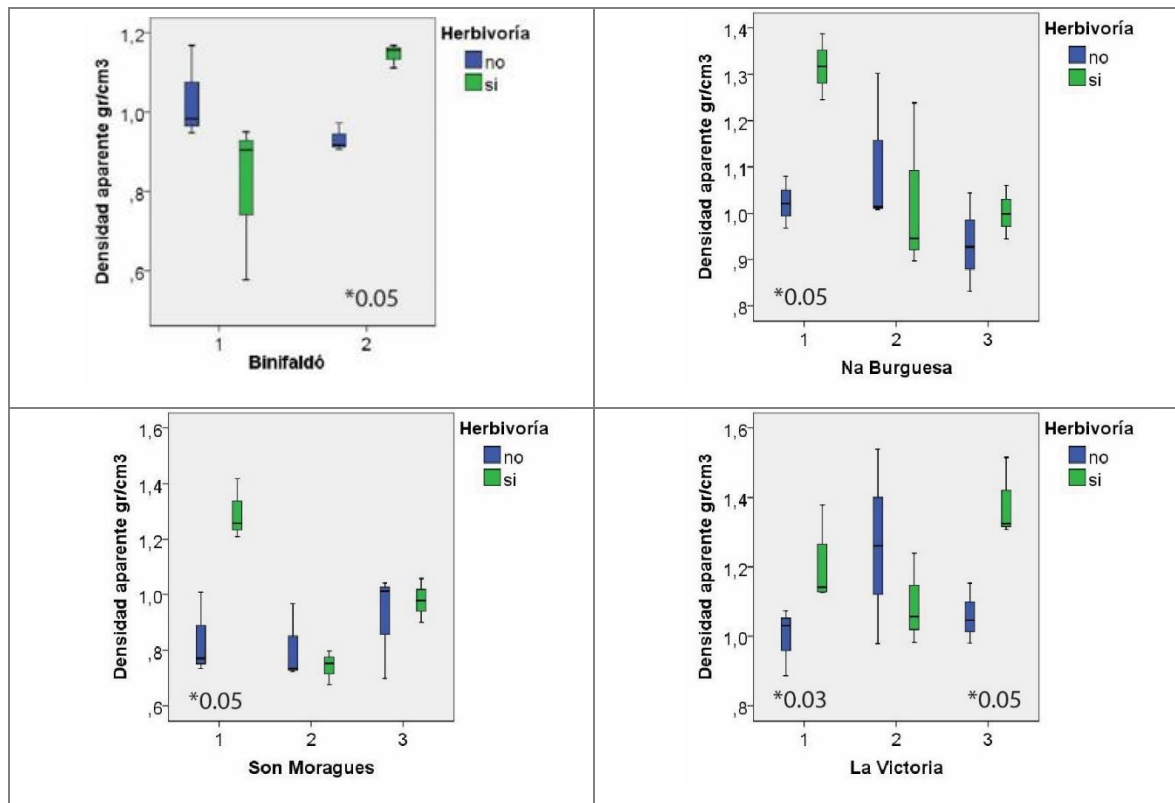 Densidad aparente gr/cm3
1,2
1,0
,8
,6
1
2
Binifaldó
*0.05
Herbivoría
no
si
Densidad aparente gr/cm3
1,4
1,3
1,2
1,1
1,0
,9
,8
1
2
3
Na Burguesa
*0.05
Herbivoría
no
si
Densidad aparente gr/cm3
1,6
1,4
1,2
1,0
,8
,6
1
2
3
Son Moragues
*0.05
Herbivoría
no
si
Densidad aparente gr/cm3
1,6
1,4
1,2
1,0
,8
1
2
3
La Victoria
*0.03
*0.05
Herbivoría
no
si